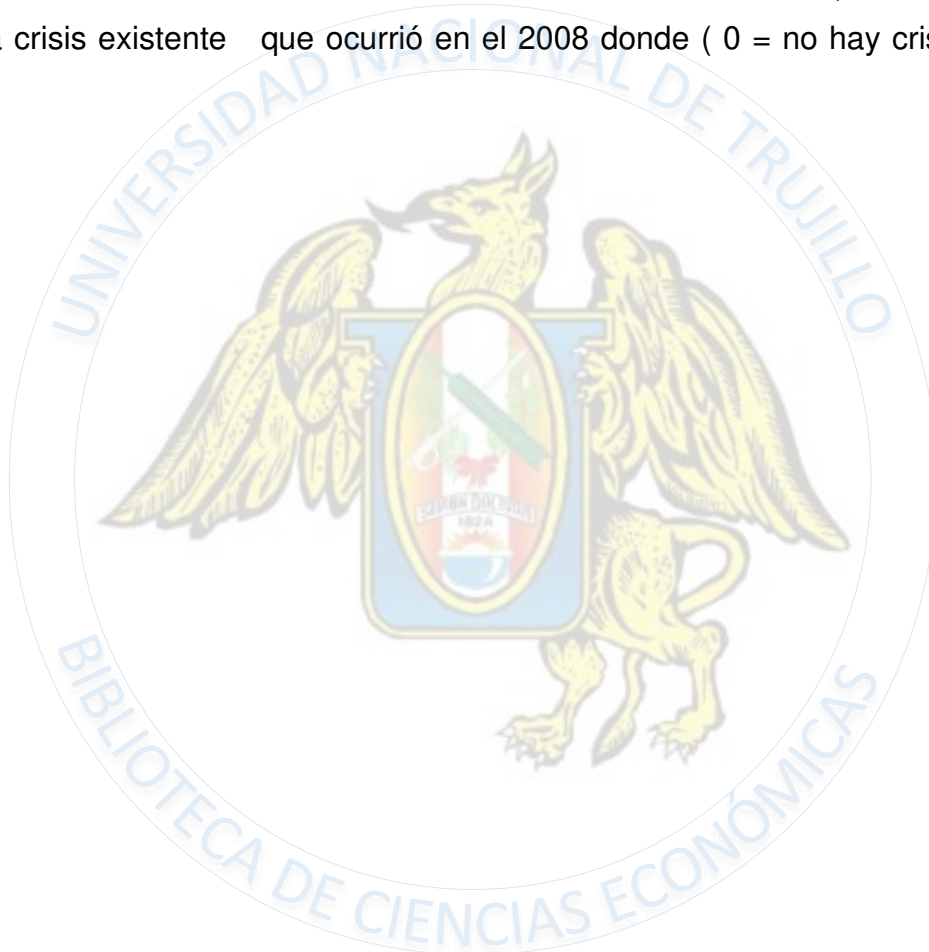 crisis existente que ocurrió en el 2008 donde ( 0 = no hay
UNIVERSIDAD NACIONAL DE TRUJILLO
1824
BIBLIOTECA DE CIENCIAS ECONÓMICAS